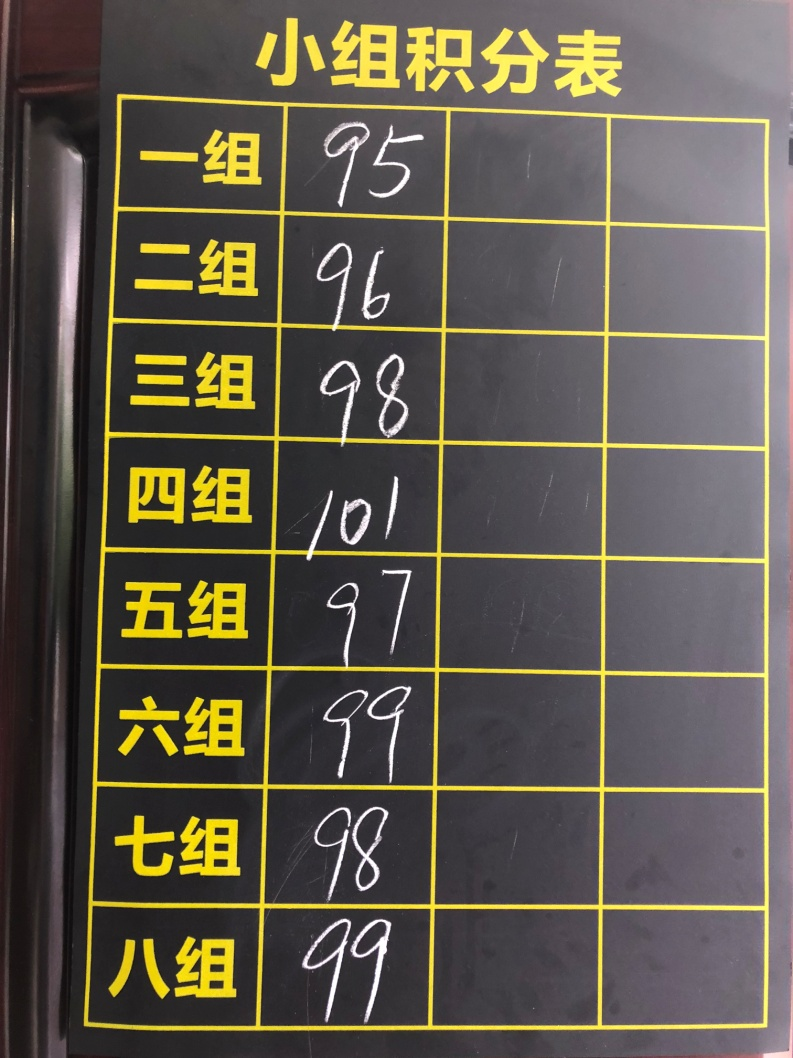 小组积分表
一组 95
二组 96
三组 98
四组 101
五组 97
六组 99
七组 98
八组 99